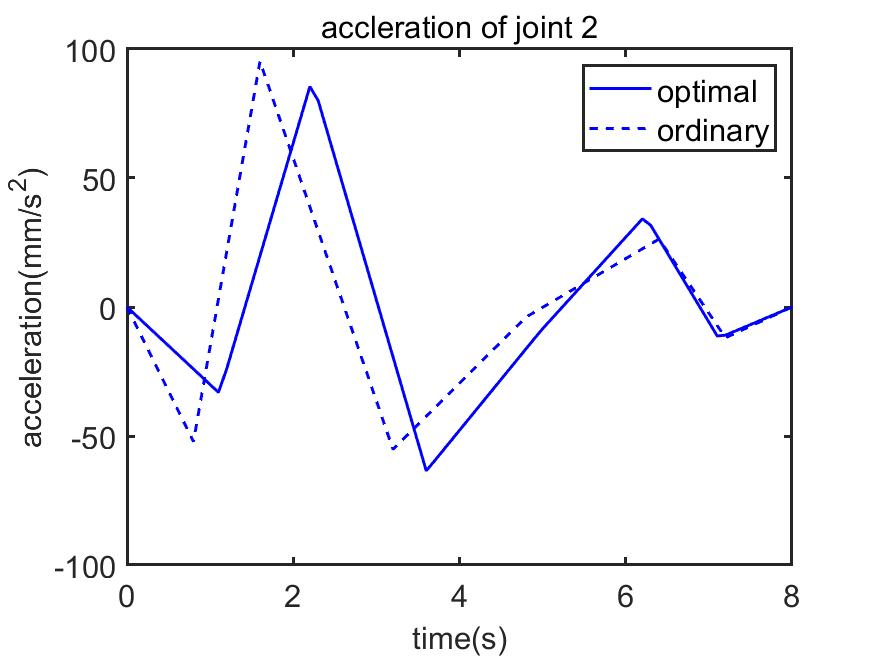 accleration of joint 2
optimal
ordinary
acceleration(mm/s²)
100
50
0
-50
-100
0 2 4 6 8
time(s)